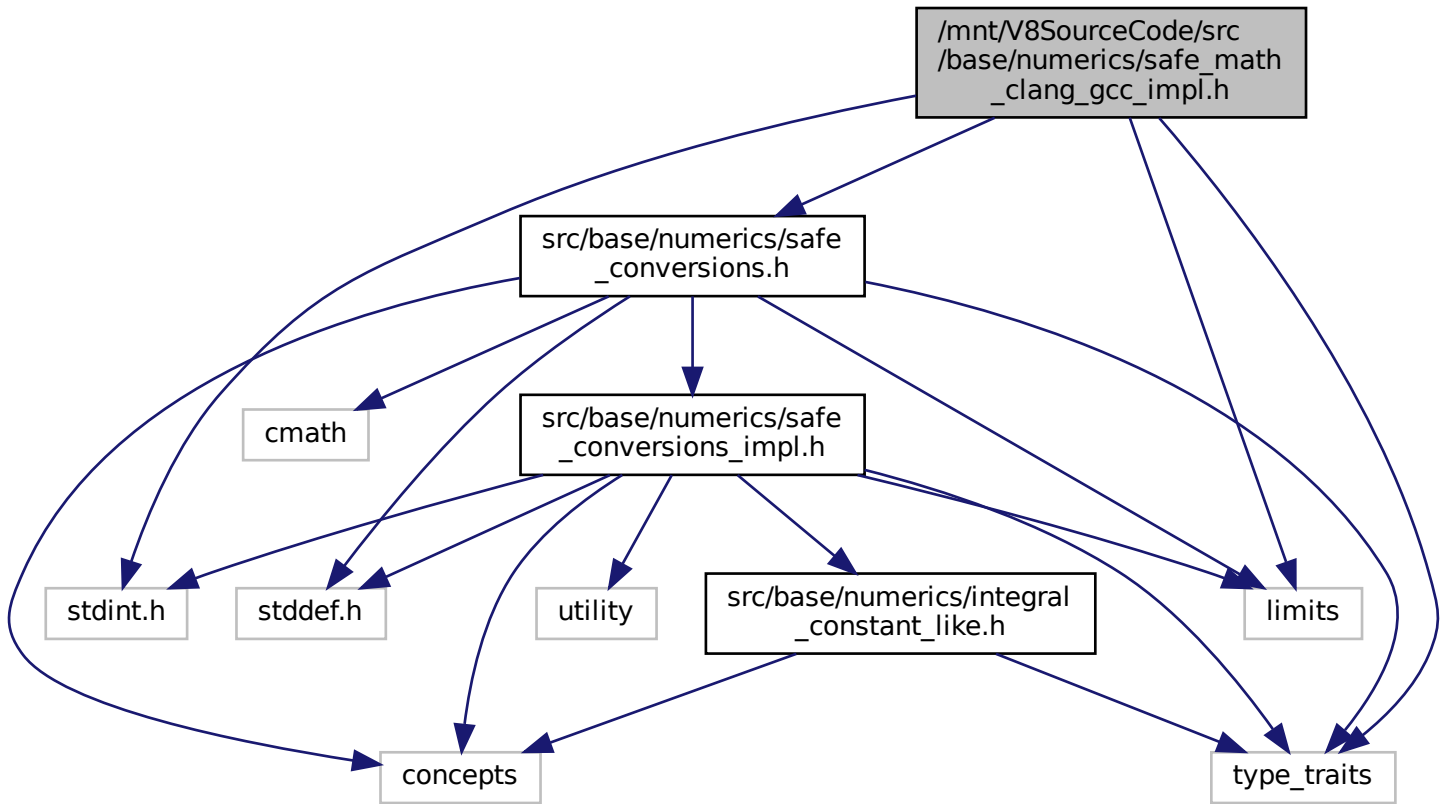 /mnt/V8SourceCode/src
/base/numerics/safe_math
_clang_gcc_impl.h
src/base/numerics/safe
_conversions.h
cmath
src/base/numerics/safe
_conversions_impl.h
stdint.h
stddef.h
utility
src/base/numerics/integral
_constant_like.h
limits
concepts
type_traits